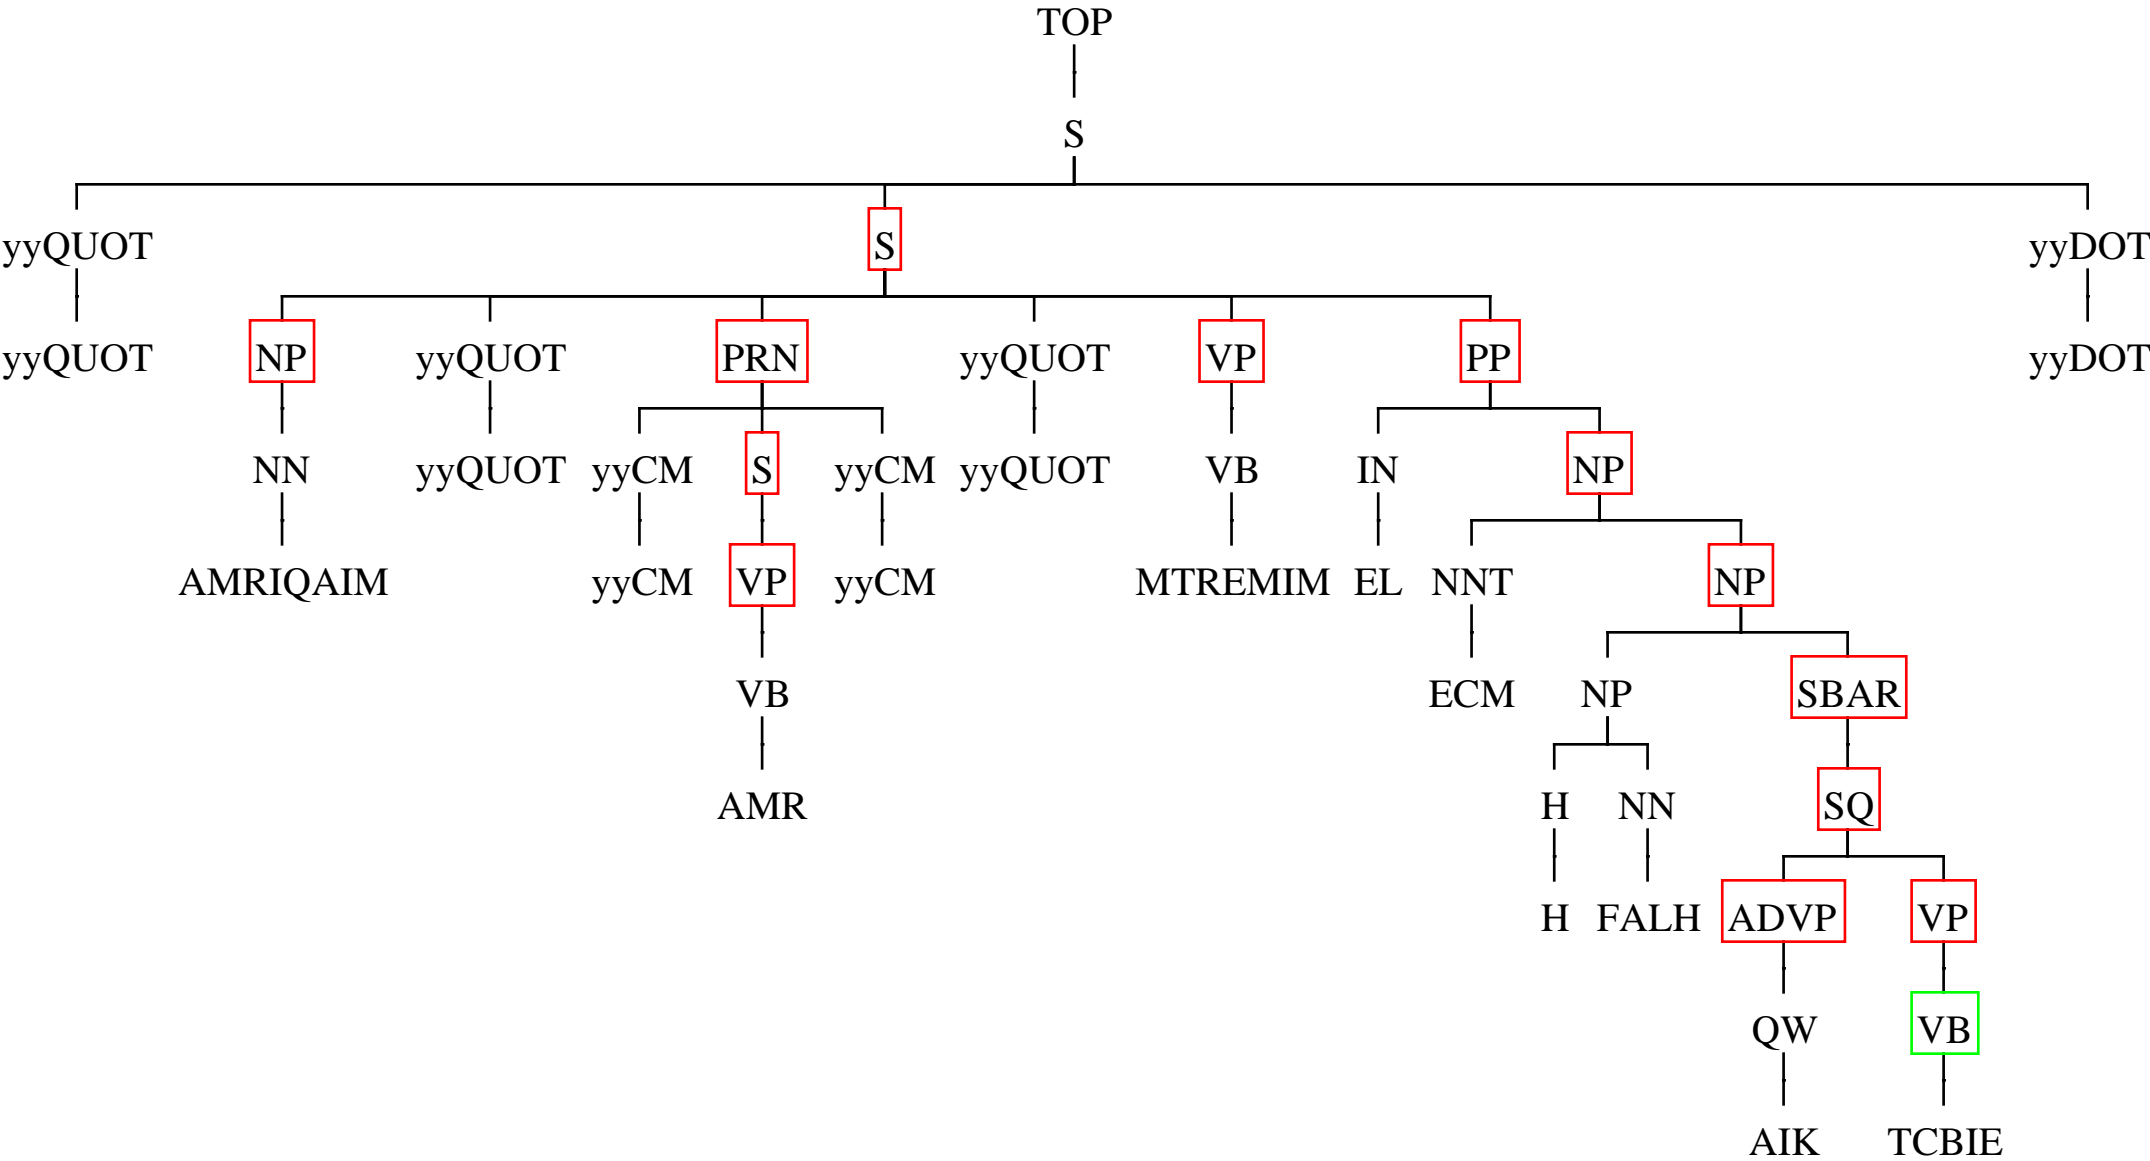 TOP
S
yyQUOT S yyDOT
yyQUOT NP yyQUOT PRN yyQUOT VP PP yyDOT
NN yyQUOT yyCM S yyCM yyQUOT VB IN NP
AMRIQAIM yyCM VP yyCM MTREMIM EL NNT NP
VB ECM NP SBAR
AMR H NN SQ
H FALH ADVP VP
QW VB
AIK TCBIE